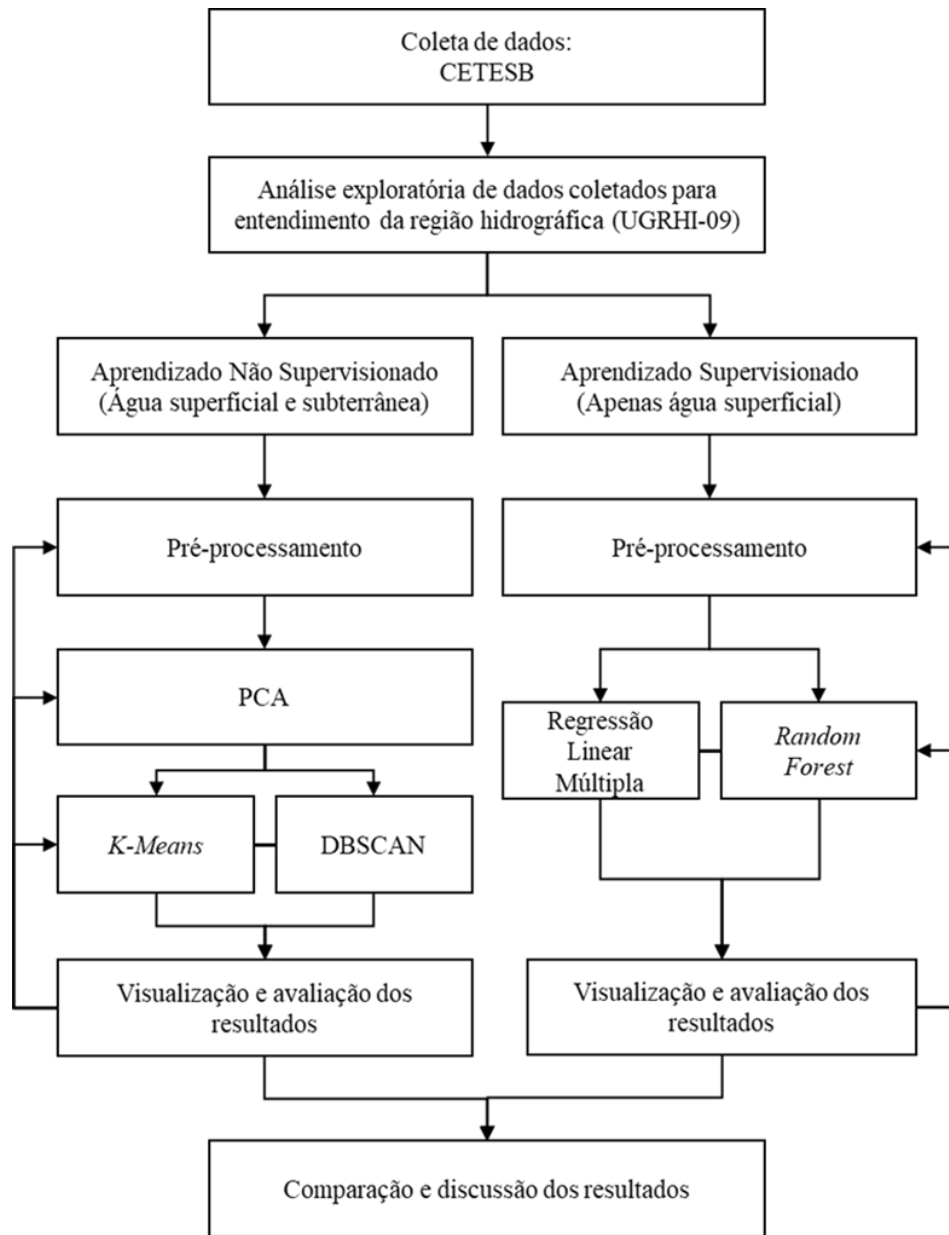 Coleta de dados:
CETESB
Análise exploratória de dados coletados para
entendimento da região hidrográfica (UGRHI-09)
Aprendizado Não Supervisionado
(Água superficial e subterrânea)
Aprendizado Supervisionado
(Apenas água superficial)
Pré-processamento
Pré-processamento
PCA
Regressão
Linear
Múltipla
Random
Forest
K-Means
DBSCAN
Visualização e avaliação dos
resultados
Visualização e avaliação dos
resultados
Comparação e discussão dos resultados